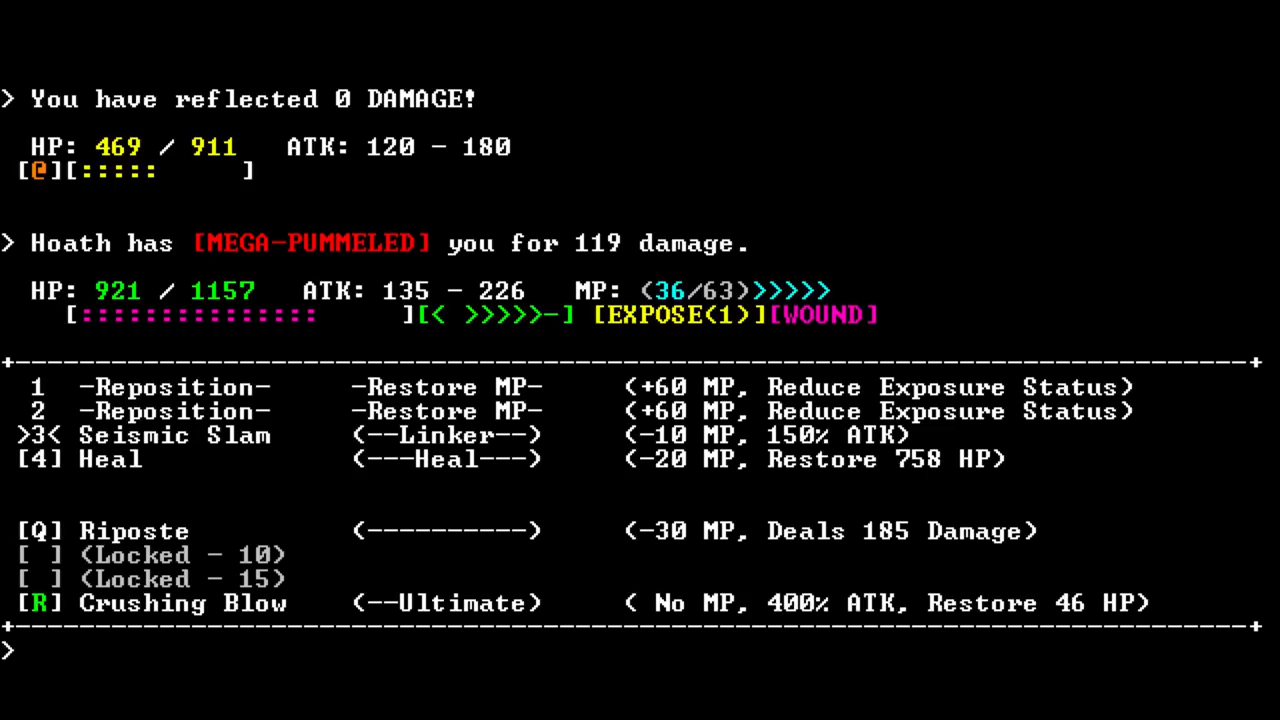 > You have reflected 0 DAMAGE!
HP: 469 / 911   ATK: 120 - 180
[@][:::::     ]
> Hoath has [MEGA-PUMMELED] you for 119 damage.
HP: 921 / 1157   ATK: 135 - 226   MP: (36/63)>>>>>
[:::::::::::::::     ][< >>>>>-] [EXPOSE(1)][WOUND]
+------------------------------------------------------------------------------+
1  -Reposition-     -Restore MP-     (+60 MP, Reduce Exposure Status)
2  -Reposition-     -Restore MP-     (+60 MP, Reduce Exposure Status)
>3< Seismic Slam     (--Linker--)     (-10 MP, 150% ATK)
[4] Heal             (---Heal---)     (-20 MP, Restore 758 HP)
[Q] Riposte          (----------)     (-30 MP, Deals 185 Damage)
[ ] (Locked - 10)
[ ] (Locked - 15)
[R] Crushing Blow    (--Ultimate)     ( No MP, 400% ATK, Restore 46 HP)
+------------------------------------------------------------------------------+
>